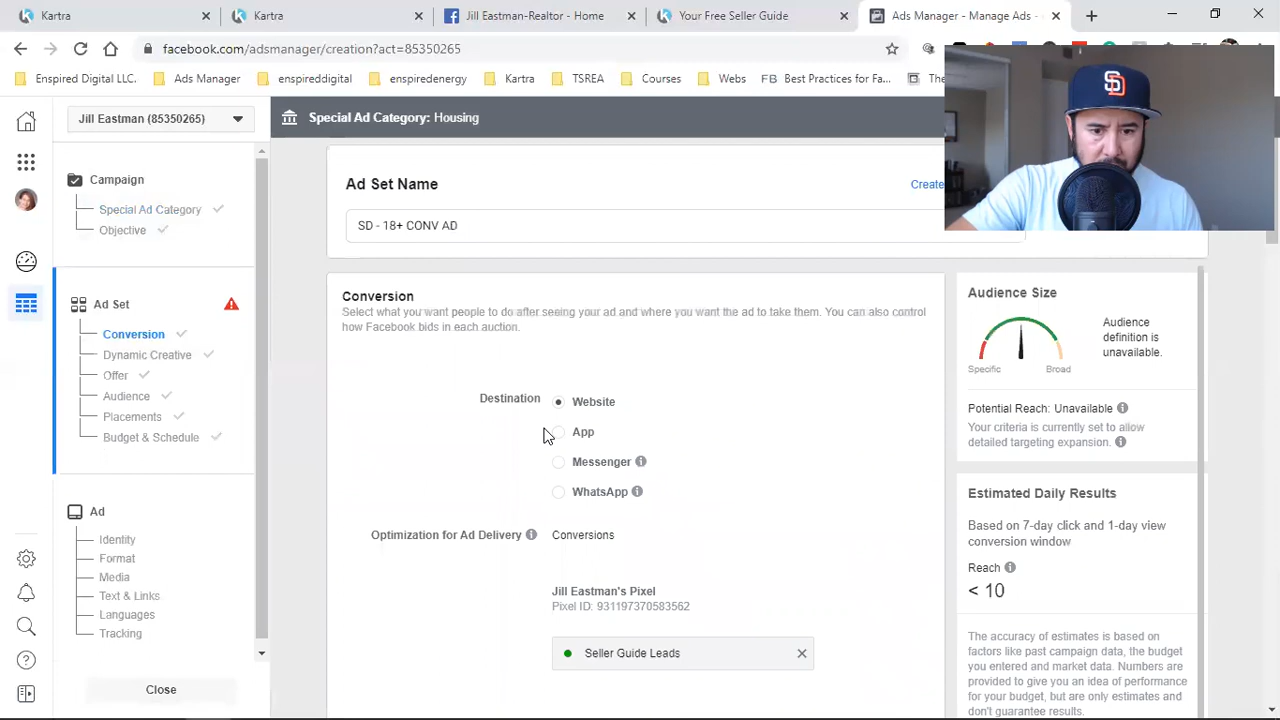 Kartra
Kartra
Jill Eastman-Realtor - Home
Your Free Seller Guide
Ads Manager - Manage Ads -
facebook.com/adsmanager/creation?act=85350265
Enspired Digital LLC.
Ads Manager
enspireddigital
enspredenergy
Kartra
TSREA
Courses
Webs
FB Best Practices for Fa...
The
Jill Eastman (85350265)
Special Ad Category: Housing
SD
Campaign
Special Ad Category
Objective
Ad Set
Conversion
Dynamic Creative
Offer
Audience
Placements
Budget & Schedule
Ad
Identity
Format
Media
Text & Links
Languages
Tracking
Close
Ad Set Name
Create
SD - 18+ CONV AD
Conversion
Select what you want people to do after seeing your ad and where you want the ad to take them. You can also control
how Facebook bids in each auction.
Destination
Website
App
Messenger
WhatsApp
Optimization for Ad Delivery
Conversions
Jill Eastman's Pixel
Pixel ID: 931197370583562
Seller Guide Leads
Audience Size
Specific
Broad
Audience
definition is
unavailable.
Potential Reach: Unavailable
Your criteria is currently set to allow
detailed targeting expansion.
Estimated Daily Results
Based on 7-day click and 1-day view
conversion window
Reach
< 10
The accuracy of estimates is based on
factors like past campaign data, the budget
you entered and market data. Numbers are
provided to give you an idea of performance
for your budget, but are only estimates and
don't guarantee results.